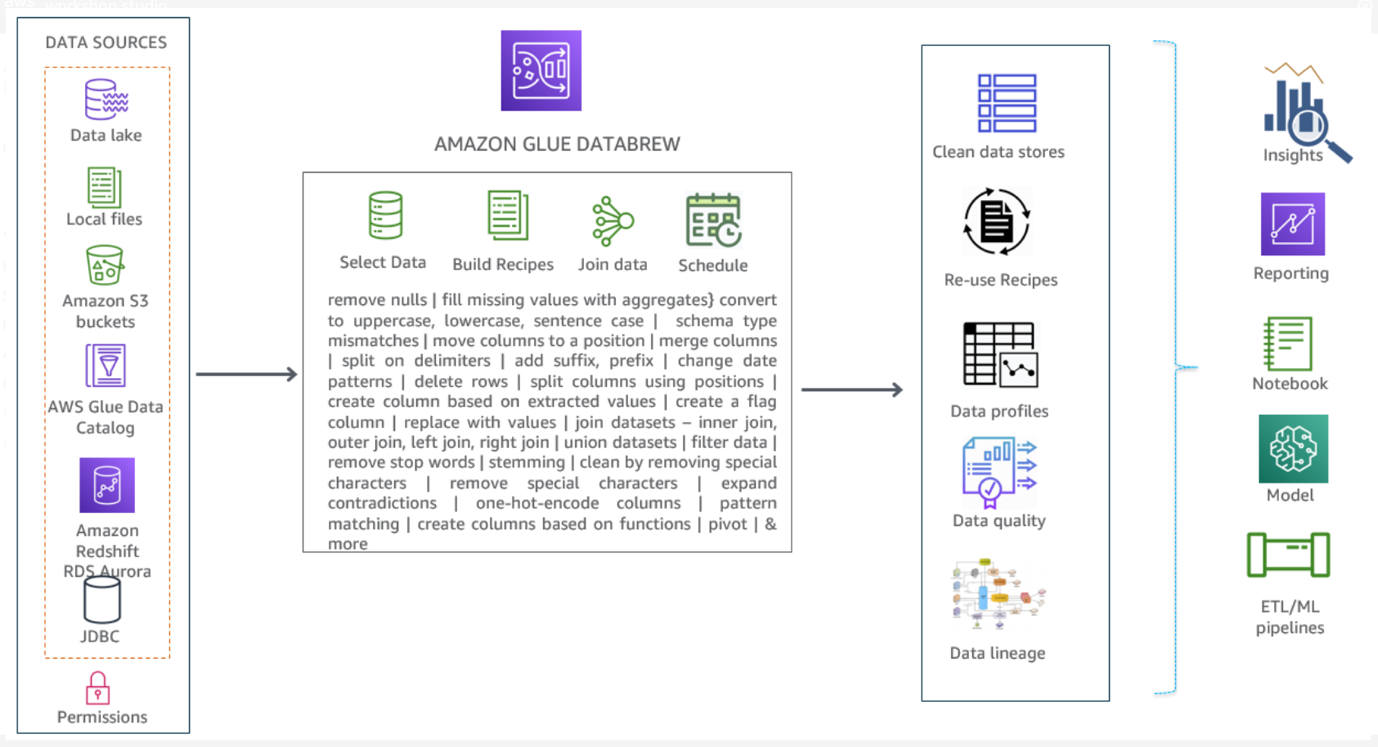 aws workshop studio
DATA SOURCES
Data lake
Local files
Amazon S3
buckets
AWS Glue Data
Catalog
Amazon
Redshift
RDS Aurora
JDBC
Permissions
AMAZON GLUE DATABREW
Select Data
Build Recipes
Join data
Schedule
remove nulls | fill missing values with aggregates} convert
to uppercase, lowercase, sentence case | schema type
mismatches | move columns to a position | merge columns
| split on delimiters | add suffix, prefix | change date
patterns | delete rows | split columns using positions |
create column based on extracted values | create a flag
column | replace with values | join datasets – inner join,
outer join, left join, right join | union datasets | filter data |
remove stop words | stemming | clean by removing special
characters | remove special characters | expand
contradictions | one-hot-encode columns | pattern
matching | create columns based on functions | pivot | &
more
Clean data stores
Re-use Recipes
Data profiles
Data quality
Data lineage
Insights
Reporting
Notebook
Model
ETL/ML
pipelines